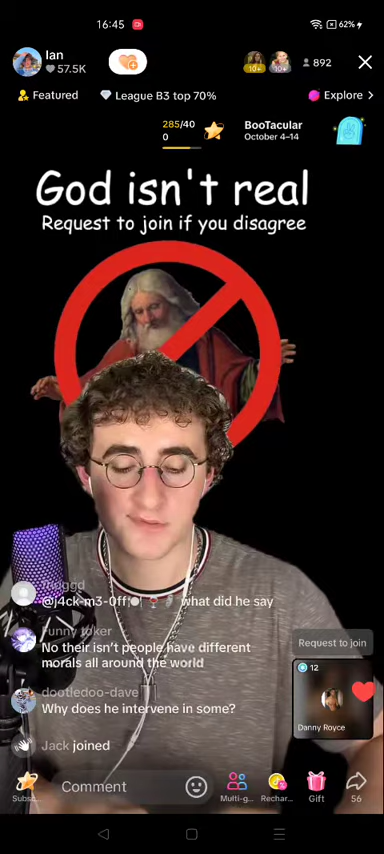 16:45
62%
Ian
57.5K
10+
10+
892
Featured
League B3 top 70%
Explore
285/40
0
BooTacular
October 4-14
God isn't real
Request to join if you disagree
what did he say
No their isn't people have different
morals all around the world
dootledoo-dave
Why does he intervene in some?
Jack joined
Request to join
12
Danny Royce
Comment
Subsc...
Multi-g...
Rechar...
Gift
56